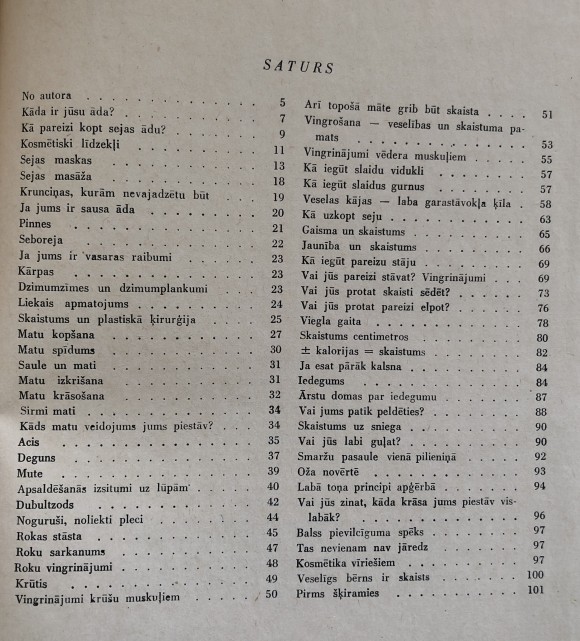 SATURS
No autora . . . . . . . . . . . 5
Kāda ir jūsu āda? . . . . . . . . . 7
Kā pareizi kopt sejas ādu? . . . . . . . 9
Kosmētiski līdzekļi . . . . . . . . . 11
Sejas maskas . . . . . . . . . . 13
Sejas masāža . . . . . . . . . . 18
Krunciņas, kurām nevajadzētu būt . . . . . 19
Ja jums ir sausa āda . . . . . . . . 20
Pinnes . . . . . . . . . . . . 21
Seboreja . . . . . . . . . . . 22
Ja jums ir vasaras raibumi . . . . . . . 23
Kārpas . . . . . . . . . . . . 23
Dzimumzīmes un dzimumplankumi . . . . . 23
Liekais apmatojums . . . . . . . . . 24
Skaistums un plastiskā ķirurģija . . . . . 25
Matu kopšana . . . . . . . . . . 27
Matu spīdums . . . . . . . . . . 30
Saule un mati . . . . . . . . . . 31
Matu izkrišana . . . . . . . . . . 31
Matu krāsošana . . . . . . . . . . 32
Sirmi mati . . . . . . . . . . . 34
Kāds matu veidojums jums piestāv? . . . . . 34
Acis . . . . . . . . . . . . . 35
Deguns . . . . . . . . . . . . 37
Mute . . . . . . . . . . . . . 39
Apsaldēšanās izsitumi uz lūpām . . . . . . 40
Dubultzods . . . . . . . . . . . 42
Noguruši, noliekti pleci . . . . . . . 44
Rokas stāsta . . . . . . . . . . 45
Roku sarkanums . . . . . . . . . . 47
Roku vingrinājumi . . . . . . . . . 48
Krūtis . . . . . . . . . . . . 49
Vingrinājumi krūšu muskuļiem . . . . . . 50
Arī topošā māte grib būt skaista . . . . 51
Vingrošana — veselības un skaistuma pa-
mats . . . . . . . . . . . . 53
Vingrinājumi vēdera muskuļiem . . . . . 55
Kā iegūt slaidu vidukli . . . . . . . 57
Kā iegūt slaidus gurnus . . . . . . . 57
Veselas kājas — laba garastāvokļa ķīla . . 58
Kā uzkopt seju . . . . . . . . . . 63
Gaisma un skaistums . . . . . . . . 65
Jaunība un skaistums . . . . . . . . 66
Kā iegūt pareizu stāju . . . . . . . 69
Vai jūs pareizi stāvat? Vingrinājumi . . . 69
Vai jūs protat skaisti sēdēt? . . . . . . 73
Vai jūs protat pareizi elpot? . . . . . . 76
Viegla gaita . . . . . . . . . . 78
Skaistums centimetros . . . . . . . . 80
± kalorijas = skaistums . . . . . . . 82
Ja esat pārāk kalsna . . . . . . . . 84
Iedegums . . . . . . . . . . . 84
Ārstu domas par iedegumu . . . . . . . 87
Vai jums patīk peldēties? . . . . . . . 88
Skaistums uz sniega . . . . . . . . 90
Vai jūs labi guļat? . . . . . . . . 90
Smaržu pasaule vienā pilieniņā . . . . . 92
Oža novērtē . . . . . . . . . . 93
Labā toņa principi apģērbā . . . . . . 94
Vai jūs zinat, kāda krāsa jums piestāv vis-
labāk? . . . . . . . . . . . 96
Balss pievilcīguma spēks . . . . . . . 97
Tas nevienam nav jāredz . . . . . . . 97
Kosmētika vīriešiem . . . . . . . . 97
Veselīgs bērns ir skaists . . . . . . . 100
Pirms šķiramies . . . . . . . . . 101